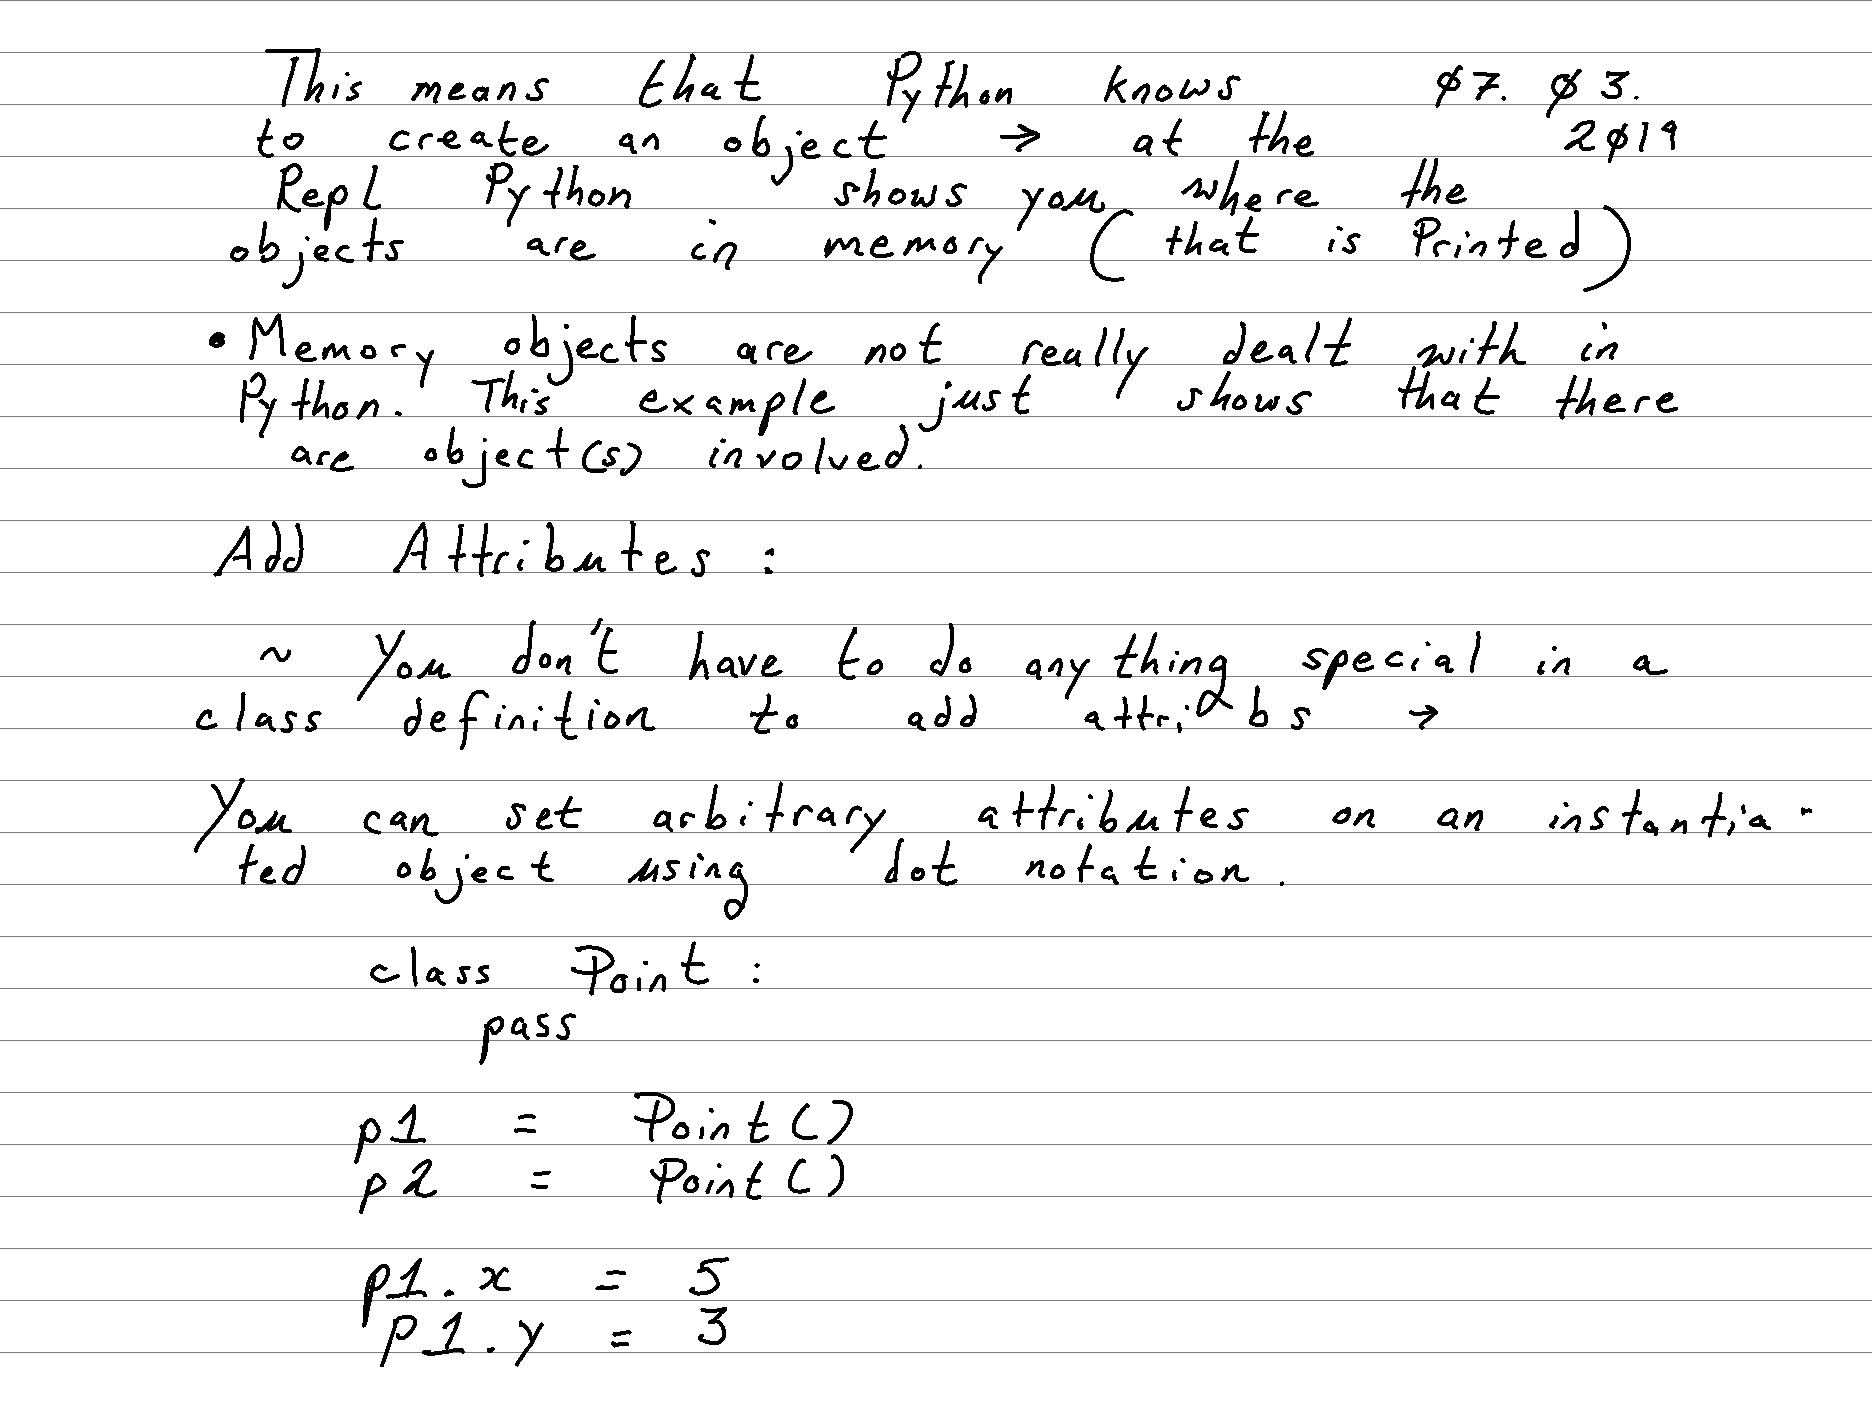 This means that Python knows ø7. ø3.
to create an object → at the 2ø19
Repl Python shows you where the
objects are in memory (that is Printed)
• Memory objects are not really dealt with in
Python. This example just shows that there
are object(s) involved.
Add Attributes :
~ You don't have to do any thing special in a
class definition to add attribs →
You can set arbitrary attributes on an instantia-
ted object using dot notation.
class Point :
pass
p1 = Point()
p2 = Point()
p1.x = 5
p1.y = 3